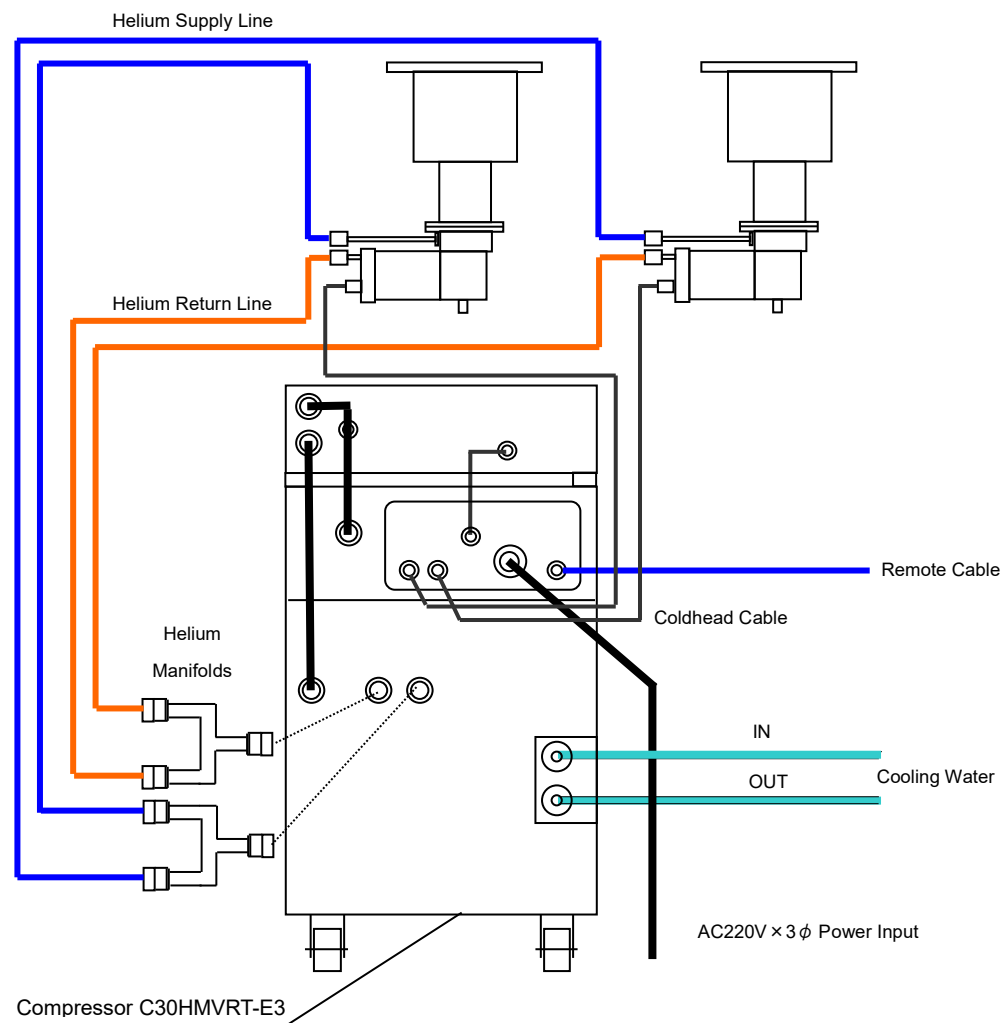 Helium Supply Line
Helium Return Line
Remote Cable
Coldhead Cable
Helium
Manifolds
IN
Cooling Water
OUT
AC220V×3φ Power Input
Compressor C30HMVRT-E3